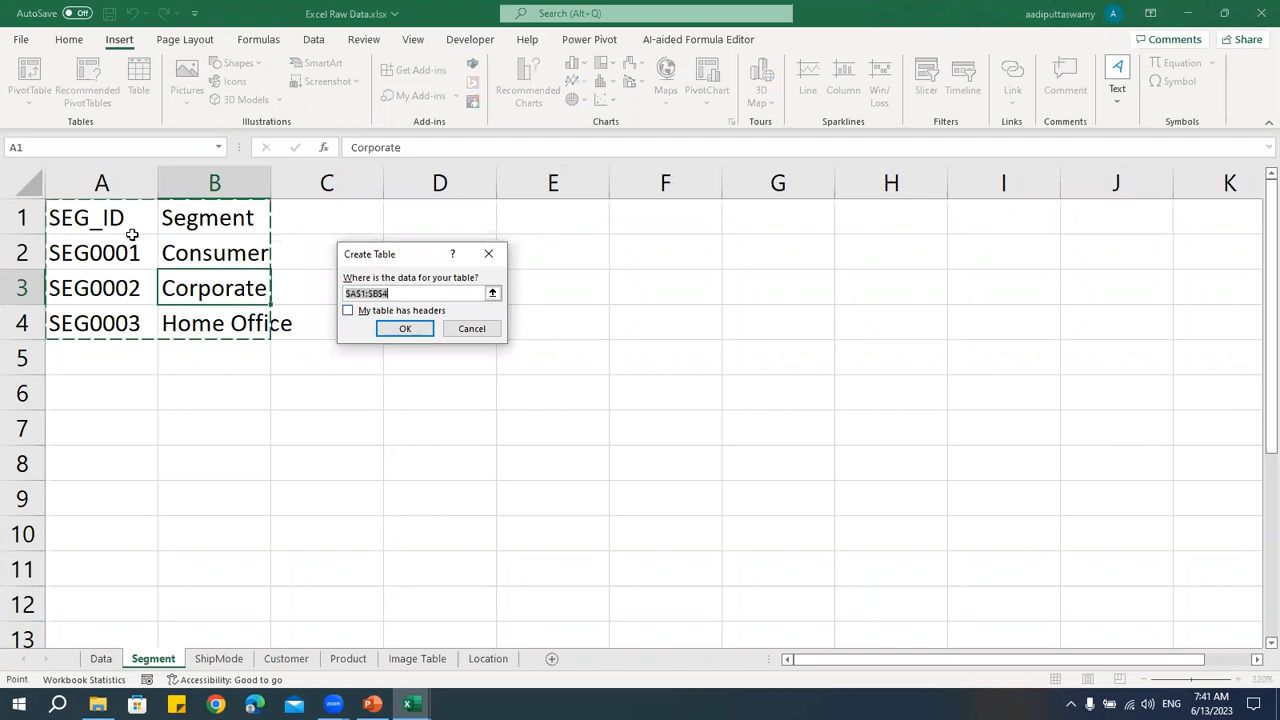 AutoSave Off
Excel Raw Data.xlsx
Search (Alt+Q)
aadiputtaswamy
A
File Home Insert Page Layout Formulas Data Review View Developer Help Power Pivot AI-aided Formula Editor
Comments Share
PivotTable
Recommended
PivotTables
Table
Tables
Pictures
Shapes
Icons
3D Models
SmartArt
Screenshot
Illustrations
Get Add-ins
My Add-ins
Add-ins
Recommended
Charts
Maps
PivotChart
Charts
3D
Map
Tours
Line
Column
Win/
Loss
Sparklines
Slicer
Timeline
Filters
Link
Links
Comment
Comments
Text
Equation
Symbol
Symbols
A1
fx
Corporate
A B C D E F G H I J K
1 SEG_ID Segment
2 SEG0001 Consumer
3 SEG0002 Corporate
4 SEG0003 Home Office
5
6
7
8
9
10
11
12
13
Create Table ?
Where is the data for your table?
$A$1:$B$4
My table has headers
OK Cancel
Data Segment ShipMode Customer Product Image Table Location
Point Workbook Statistics Accessibility: Good to go
220%
ENG
7:41 AM
6/13/2023